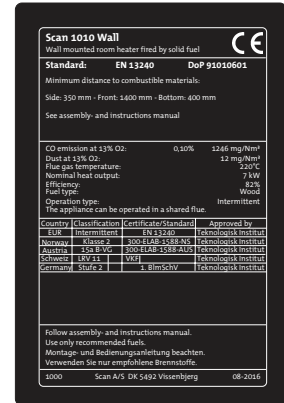 Scan 1010 Wall
Wall mounted room heater fired by solid fuel
CE
Standard: EN 13240 DoP 91010601
Minimum distance to combustible materials:
Side: 350 mm - Front: 1400 mm - Bottom: 400 mm
See assembly- and instructions manual
CO emission at 13% O2: 0,10% 1246 mg/Nm³
Dust at 13% O2: 12 mg/Nm³
Flue gas temperature: 220°C
Nominal heat output: 7 kW
Efficiency: 82%
Fuel type: Wood
Operation type: Intermittent
The appliance can be operated in a shared flue.
Country Classification Certificate/Standard Approved by
EUR Intermittent EN 13240 Teknologisk Institut
Norway Klasse 2 300-ELAB-1588-NS Teknologisk Institut
Austria 15a B-VG 300-ELAB-1588-AUS Teknologisk Institut
Schweiz LRV 11 VKF Teknologisk Institut
Germany Stufe 2 1. BImSchV Teknologisk Institut
Follow assembly- and instructions manual.
Use only recommended fuels.
Montage- und Bedienungsanleitung beachten.
Verwenden Sie nur empfohlene Brennstoffe.
1000 Scan A/S DK 5492 Vissenbjerg 08-2016